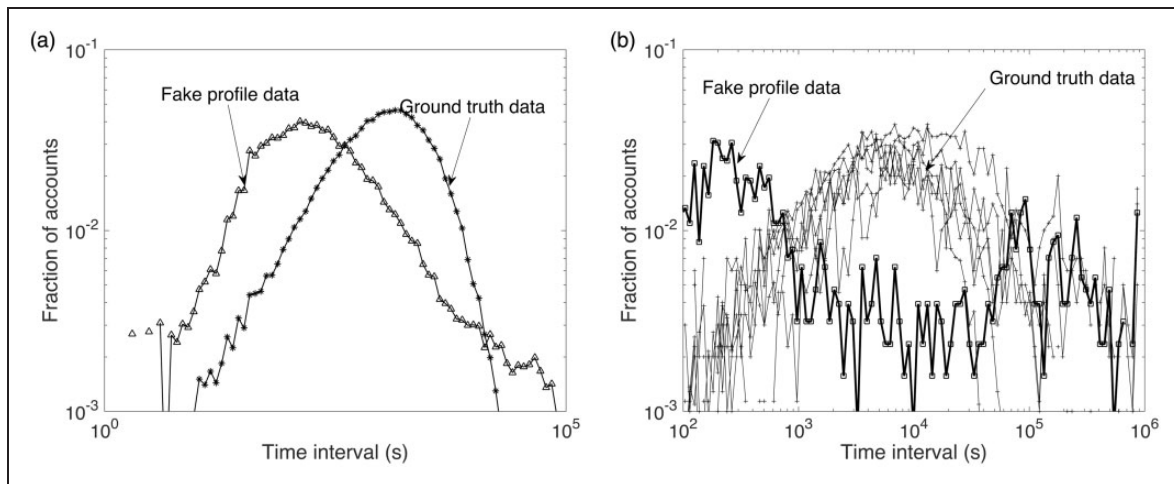 (a)
10^-1
Fake profile data
Ground truth data
Fraction of accounts
10^-2
10^-3
10^0
10^5
Time interval (s)
(b)
10^-1
Fake profile data
Ground truth data
Fraction of accounts
10^-2
10^-3
10^2
10^3
10^4
10^5
10^6
Time interval (s)